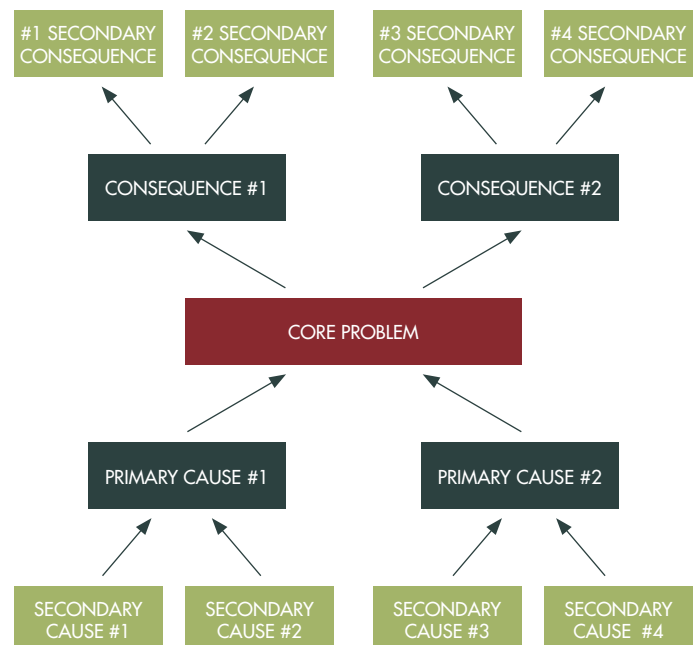 #1 SECONDARY
CONSEQUENCE
#2 SECONDARY
CONSEQUENCE
#3 SECONDARY
CONSEQUENCE
#4 SECONDARY
CONSEQUENCE
CONSEQUENCE #1
CONSEQUENCE #2
CORE PROBLEM
PRIMARY CAUSE #1
PRIMARY CAUSE #2
SECONDARY
CAUSE #1
SECONDARY
CAUSE #2
SECONDARY
CAUSE #3
SECONDARY
CAUSE #4